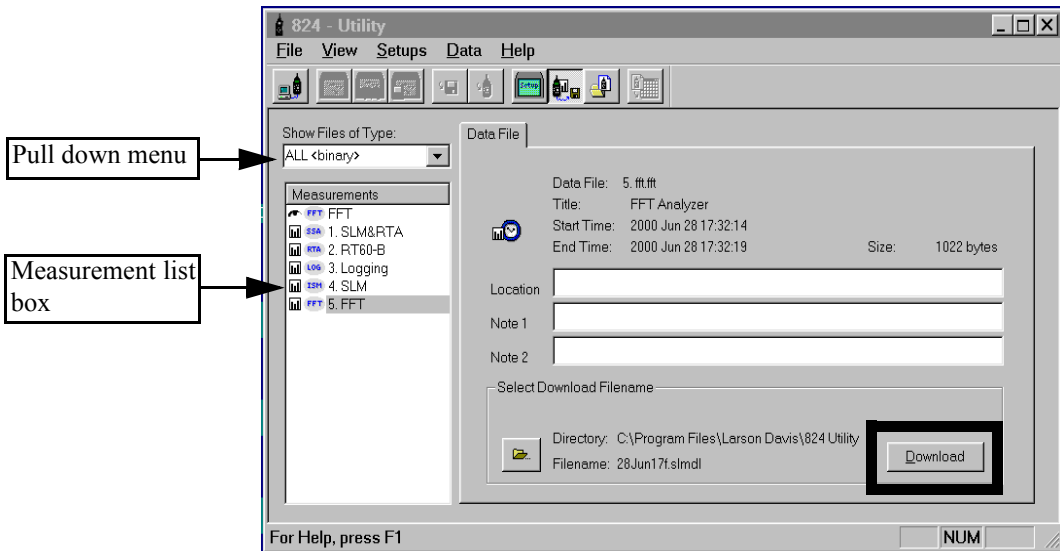 824 - Utility
File View Setups Data Help
Setup
Pull down menu
Show Files of Type:
ALL <binary>
Measurement list
box
Measurements
FFT FFT
SSA 1. SLM&RTA
RTA 2. RT60-B
LOG 3. Logging
ISM 4. SLM
FFT 5. FFT
Data File
Data File: 5. fft.fft
Title: FFT Analyzer
Start Time: 2000 Jun 28 17:32:14
End Time: 2000 Jun 28 17:32:19 Size: 1022 bytes
Location
Note 1
Note 2
Select Download Filename
Directory: C:\Program Files\Larson Davis\824 Utility
Filename: 28Jun17f.slmdl
Download
For Help, press F1
NUM